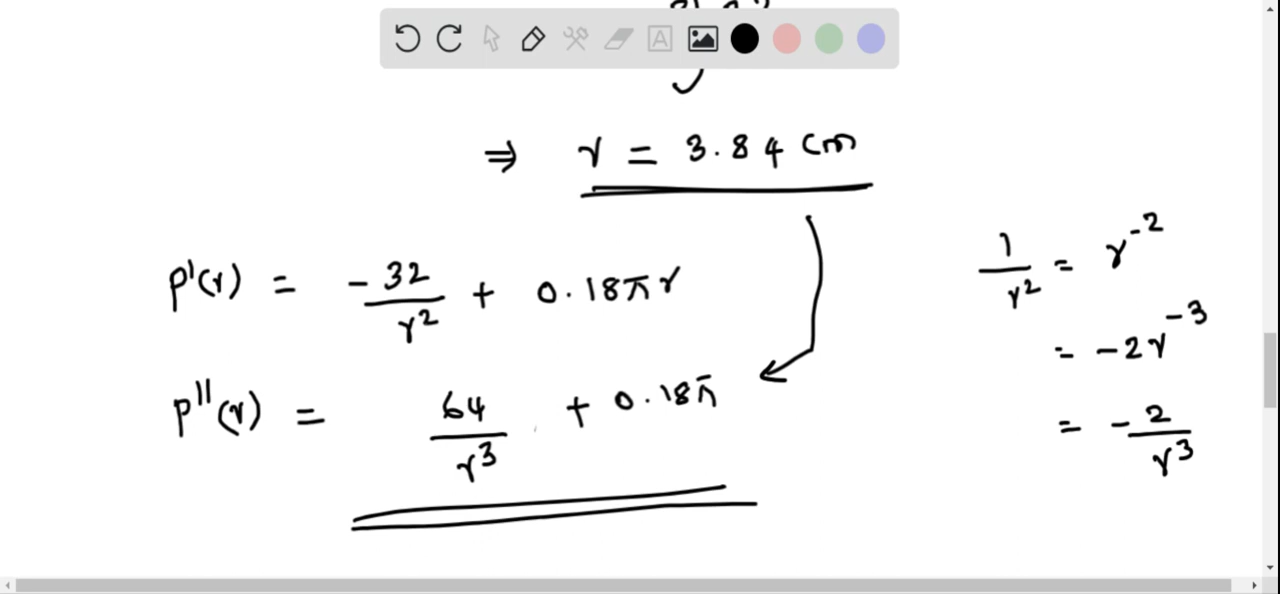 ⇒ r = 3.84 cm
P'(r) = -32/r² + 0.18πr
P''(r) = 64/r³ + 0.18π
1/r² = r⁻²
= -2r⁻³
= -2/r³
A